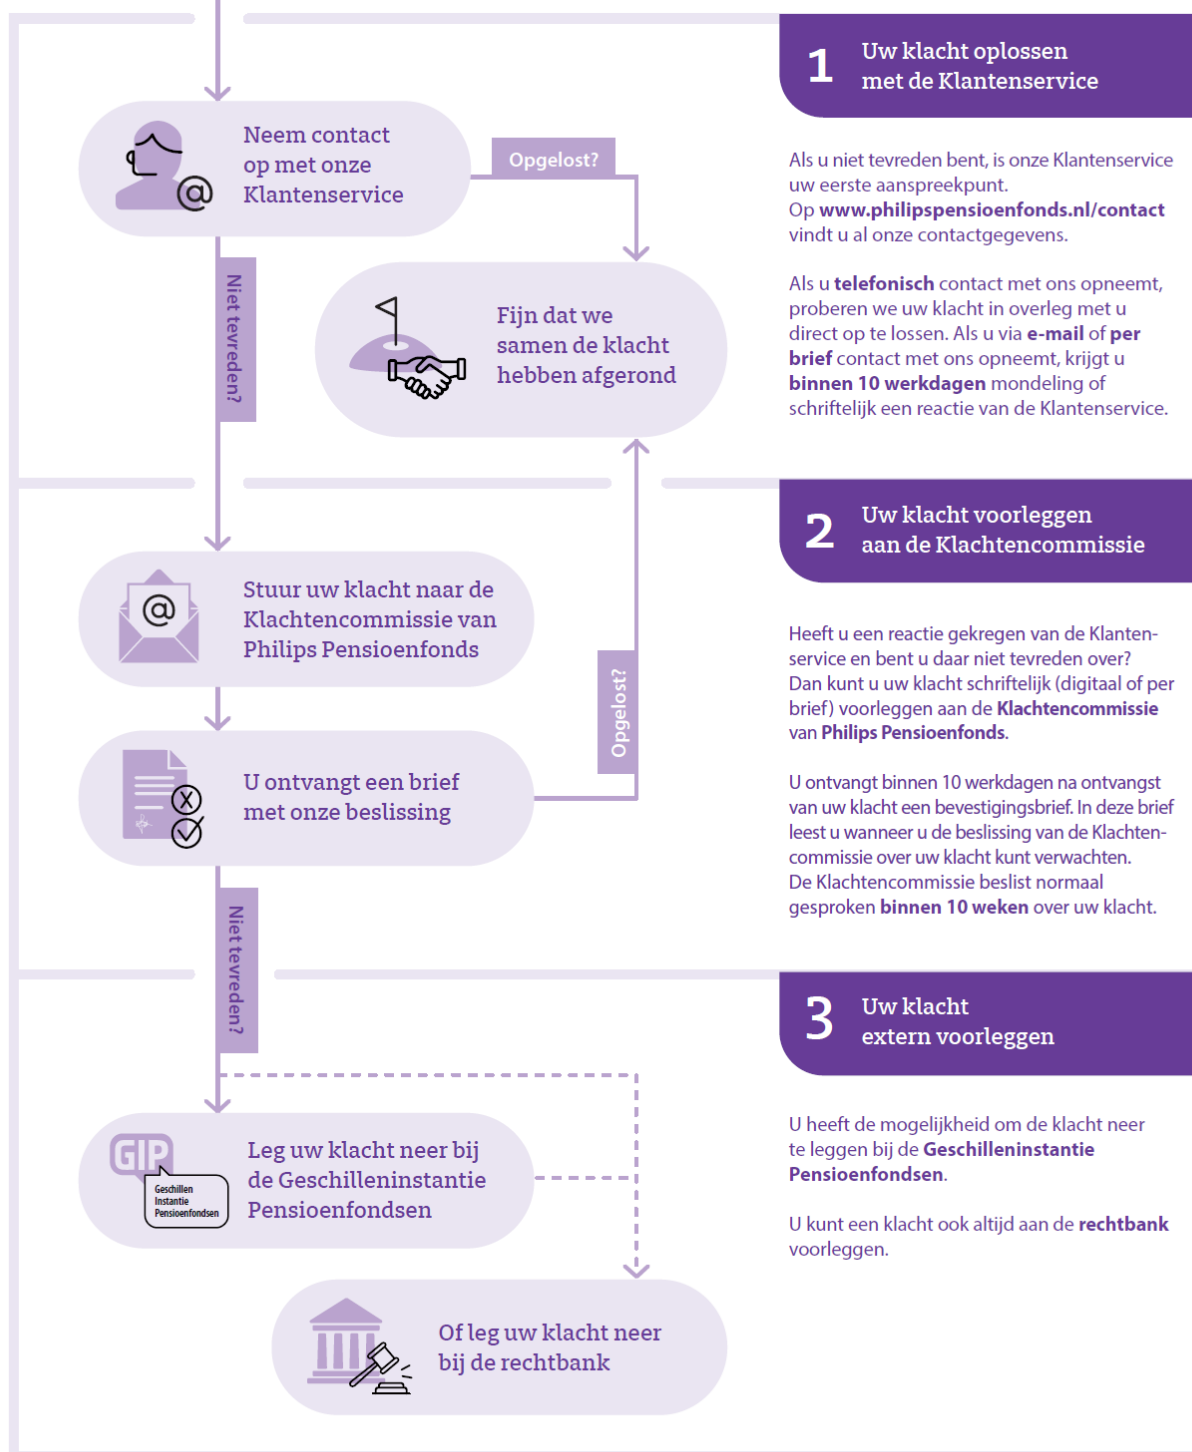 1
Uw klacht oplossen
met de Klantenservice
Neem contact
op met onze
Klantenservice
@
Opgelost?
Niet tevreden?
Fijn dat we
samen de klacht
hebben afgerond
Als u niet tevreden bent, is onze Klantenservice
uw eerste aanspreekpunt.
Op www.philipspensioenfonds.nl/contact
vindt u al onze contactgegevens.
Als u telefonisch contact met ons opneemt,
proberen we uw klacht in overleg met u
direct op te lossen. Als u via e-mail of per
brief contact met ons opneemt, krijgt u
binnen 10 werkdagen mondeling of
schriftelijk een reactie van de Klantenservice.
2
Uw klacht voorleggen
aan de Klachtencommissie
@
Stuur uw klacht naar de
Klachtencommissie van
Philips Pensioenfonds
Opgelost?
U ontvangt een brief
met onze beslissing
Niet tevreden?
Heeft u een reactie gekregen van de Klanten-
service en bent u daar niet tevreden over?
Dan kunt u uw klacht schriftelijk (digitaal of per
brief) voorleggen aan de Klachtencommissie
van Philips Pensioenfonds.
U ontvangt binnen 10 werkdagen na ontvangst
van uw klacht een bevestigingsbrief. In deze brief
leest u wanneer u de beslissing van de Klachten-
commissie over uw klacht kunt verwachten.
De Klachtencommissie beslist normaal
gesproken binnen 10 weken over uw klacht.
3
Uw klacht
extern voorleggen
GIP
Geschillen
Instantie
Pensioenfondsen
Leg uw klacht neer bij
de Geschilleninstantie
Pensioenfondsen
Of leg uw klacht neer
bij de rechtbank
U heeft de mogelijkheid om de klacht neer
te leggen bij de Geschilleninstantie
Pensioenfondsen.
U kunt een klacht ook altijd aan de rechtbank
voorleggen.